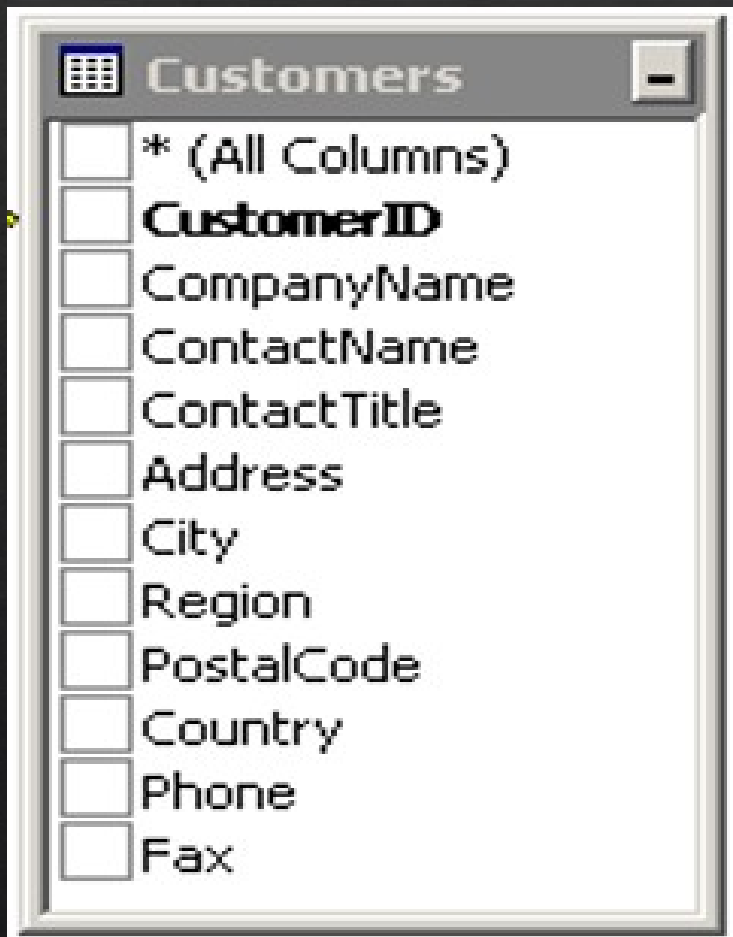 Customers
* (All Columns)
CustomerID
CompanyName
ContactName
ContactTitle
Address
City
Region
PostalCode
Country
Phone
Fax